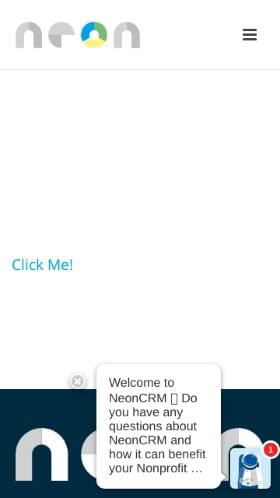 neon
Click Me!
Welcome to
NeonCRM ▯ Do
you have any
questions about
NeonCRM and
how it can benefit
your Nonprofit ...
1
neon